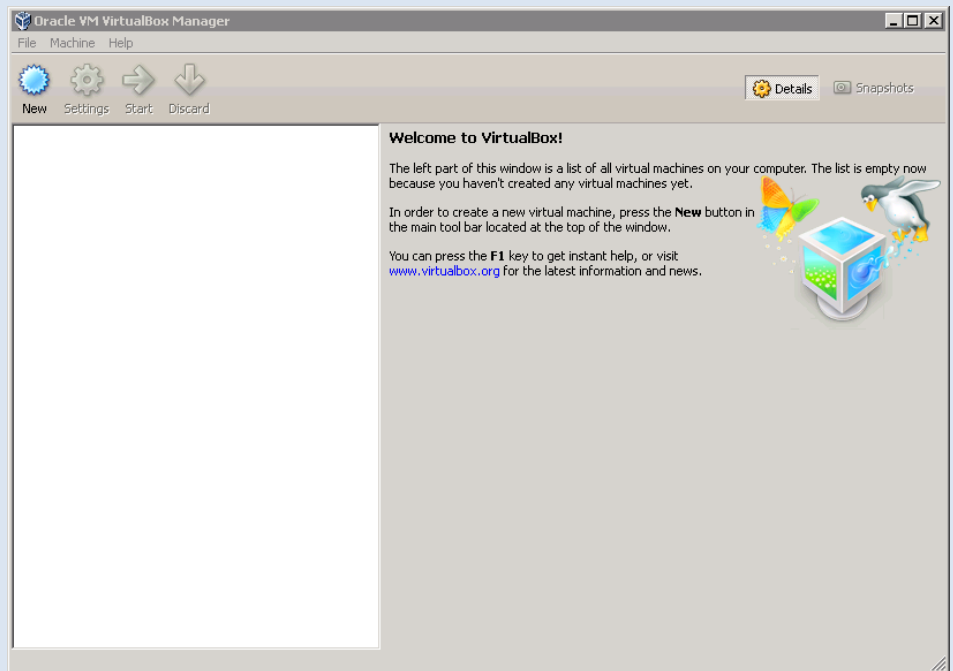 Oracle VM VirtualBox Manager
File Machine Help
New Settings Start Discard
Details Snapshots
Welcome to VirtualBox!
The left part of this window is a list of all virtual machines on your computer. The list is empty now
because you haven't created any virtual machines yet.
In order to create a new virtual machine, press the New button in
the main tool bar located at the top of the window.
You can press the F1 key to get instant help, or visit
www.virtualbox.org for the latest information and news.